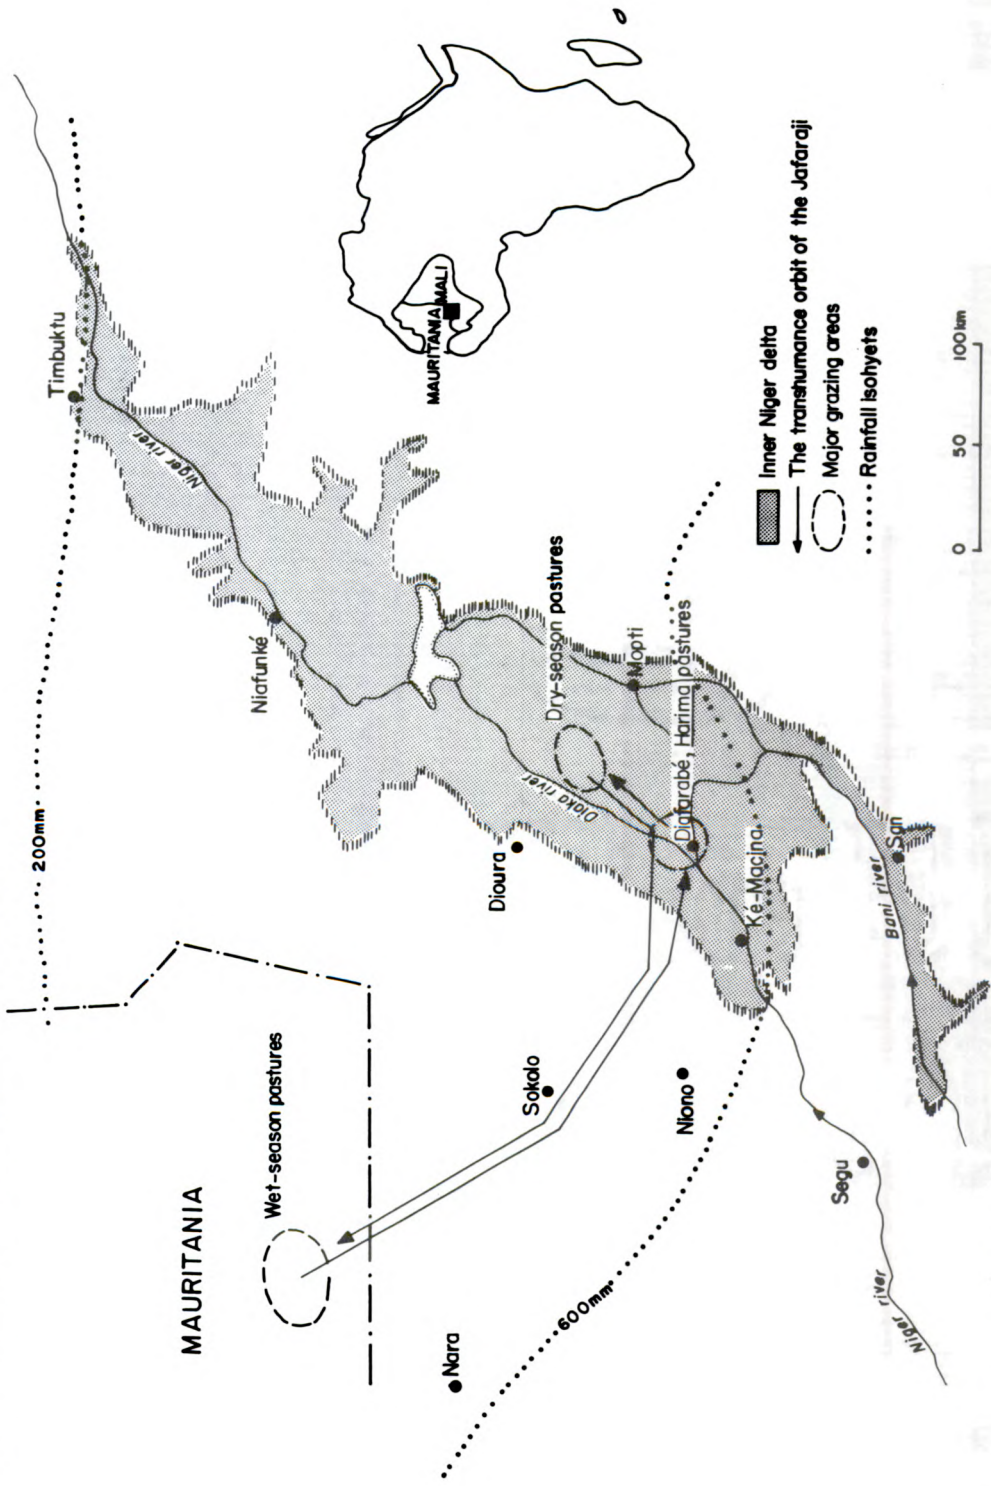 Timbuktu
200mm
Niger river
Niafunké
MAURITANIA
Wet-season pastures
Dioura
Diaka river
Dry-season pastures
Mopti
Diafarabé, Harima pastures
Sokolo
Nara
Niono
Ké-Macina
600mm
Segu
San
Bani river
Niger river
MAURITANIA
MALI
Inner Niger delta
The transhumance orbit of the Jafaraji
Major grazing areas
Rainfall isohyets
0 50 100km